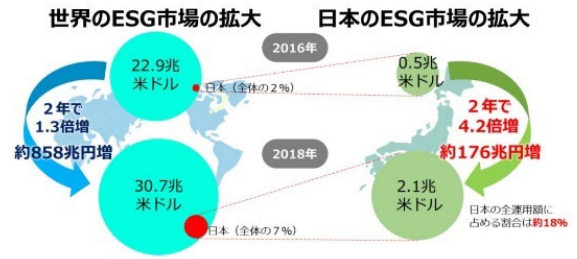 世界のESG市場の拡大
日本のESG市場の拡大
2016年
22.9兆
米ドル
日本（全体の２%）
0.5兆
米ドル
２年で
1.3倍増
約858兆円増
２年で
4.2倍増
約176兆円増
2018年
30.7兆
米ドル
日本（全体の７%）
2.1兆
米ドル
日本の全運用額に
占める割合は約18%